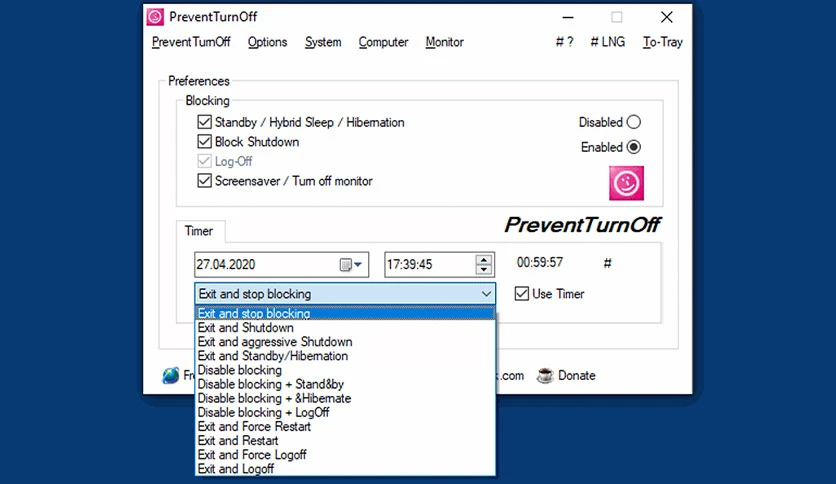 PreventTurnOff
PreventTurnOff Options System Computer Monitor # ? # LNG To-Tray
Preferences
Blocking
Standby / Hybrid Sleep / Hibernation
Disabled
Block Shutdown
Enabled
Log-Off
Screensaver / Turn off monitor
PreventTurnOff
Timer
27.04.2020
17:39:45
00:59:57
#
Exit and stop blocking
Use Timer
Exit and stop blocking
Exit and Shutdown
Exit and aggressive Shutdown
Exit and Standby/Hibernation
Disable blocking
Disable blocking + Stand&by
Disable blocking + &Hibernate
Disable blocking + LogOff
Exit and Force Restart
Exit and Restart
Exit and Force Logoff
Exit and Logoff
.com
Donate